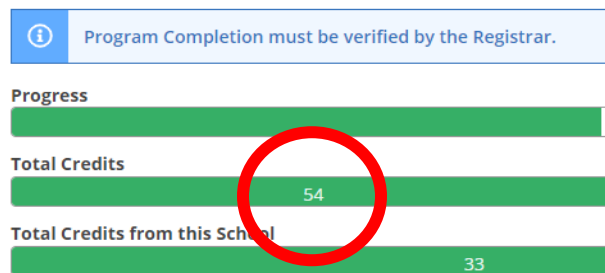 Program Completion must be verified by the Registrar.
Progress
Total Credits
54
Total Credits from this School
33